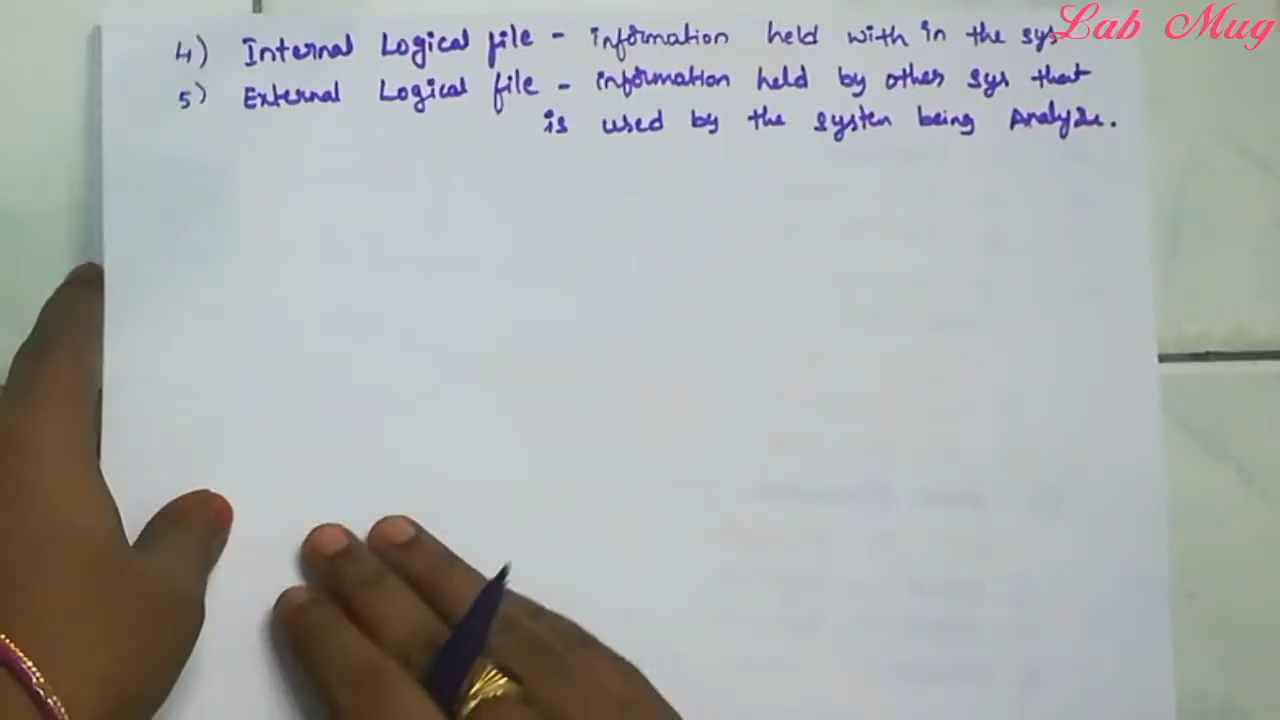 Lab Mug
4) Internal Logical file - information held with in the sys
5) External Logical file - information held by other sys that
is used by the system being Analyze.